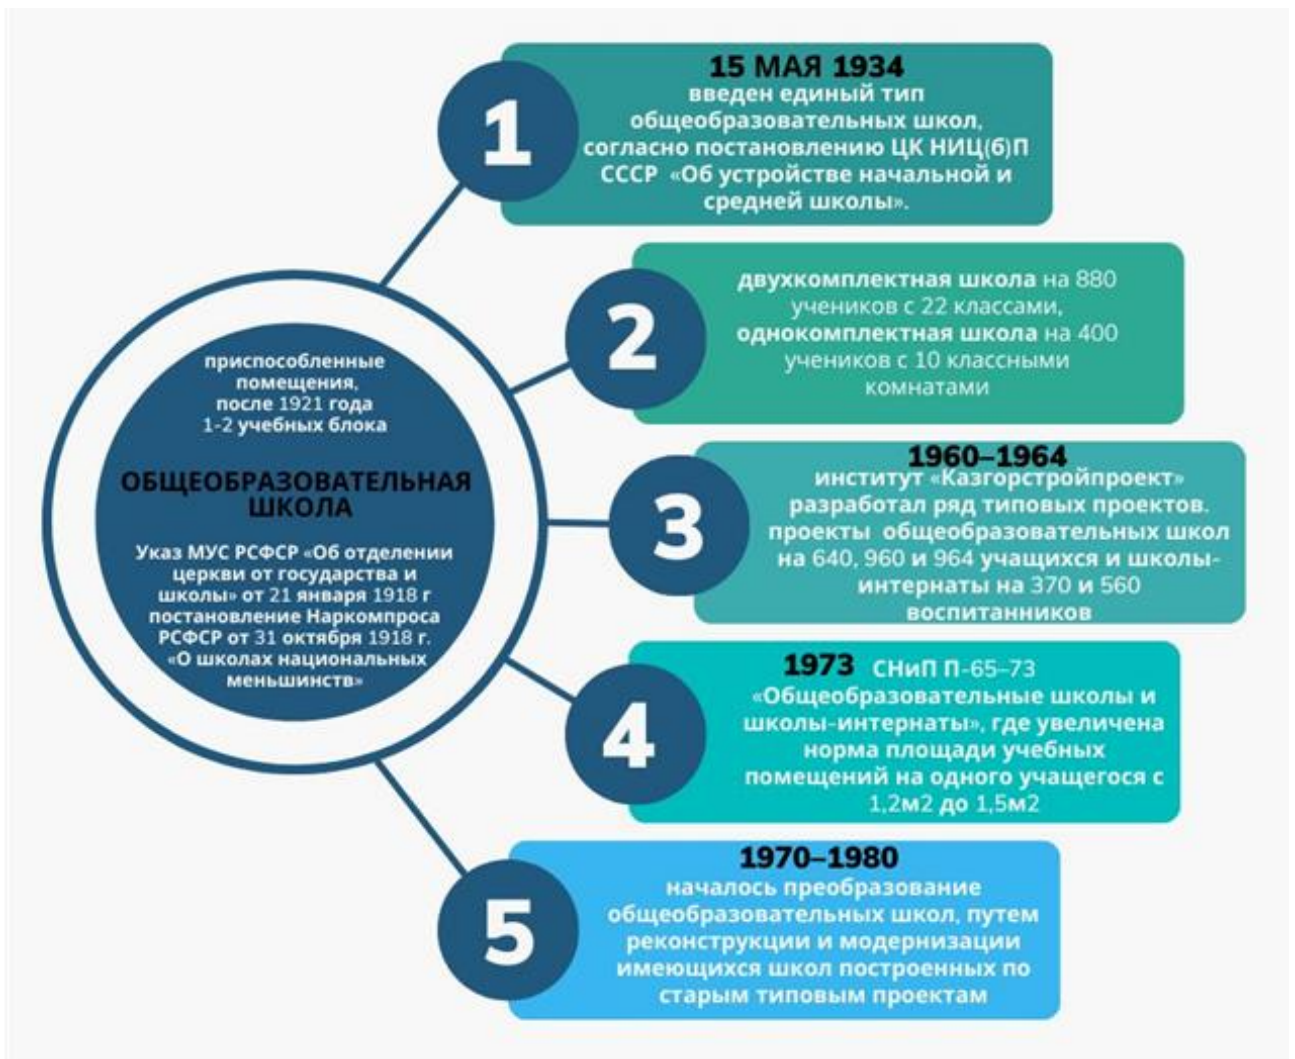 приспособленные
помещения,
после 1921 года
1-2 учебных блока
ОБЩЕОБРАЗОВАТЕЛЬНАЯ
ШКОЛА
Указ МУС РСФСР «Об отделении
церкви от государства и
школы» от 21 января 1918 г
постановление Наркомпроса
РСФСР от 31 октября 1918 г.
«О школах национальных
меньшинств»
1
15 МАЯ 1934
введен единый тип
общеобразовательных школ,
согласно постановлению ЦК НИЦ(б)П
СССР «Об устройстве начальной и
средней школы».
2
двухкомплектная школа на 880
учеников с 22 классами,
однокомплектная школа на 400
учеников с 10 классными
комнатами
3
1960–1964
институт «Казгорстройпроект»
разработал ряд типовых проектов.
проекты общеобразовательных школ
на 640, 960 и 964 учащихся и школы-
интернаты на 370 и 560
воспитанников
4
1973 СНиП П-65–73
«Общеобразовательные школы и
школы-интернаты», где увеличена
норма площади учебных
помещений на одного учащегося с
1,2м2 до 1,5м2
5
1970–1980
началось преобразование
общеобразовательных школ, путем
реконструкции и модернизации
имеющихся школ построенных по
старым типовым проектам